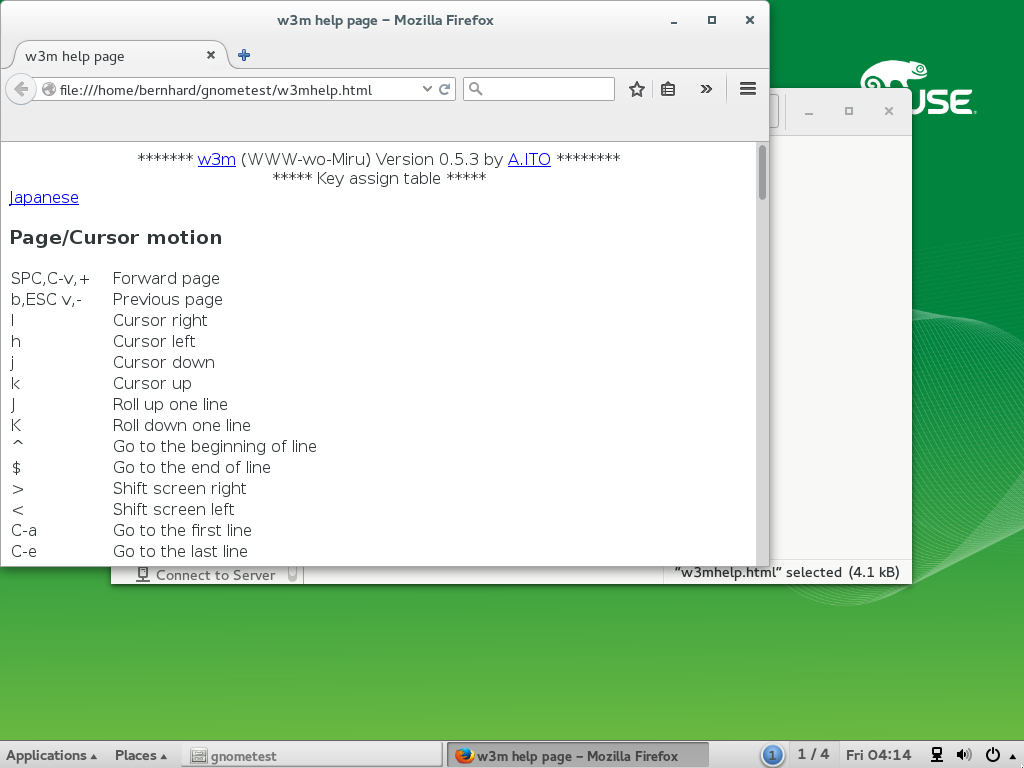 w3m help page – Mozilla Firefox
w3m help page
file:///home/bernhard/gnometest/w3mhelp.html
USE
******* w3m (WWW-wo-Miru) Version 0.5.3 by A.ITO ********
***** Key assign table *****
Japanese
Page/Cursor motion
SPC,C-v,+ Forward page
b,ESC v,- Previous page
l Cursor right
h Cursor left
j Cursor down
k Cursor up
J Roll up one line
K Roll down one line
^ Go to the beginning of line
$ Go to the end of line
> Shift screen right
< Shift screen left
C-a Go to the first line
C-e Go to the last line
Connect to Server
"w3mhelp.html" selected (4.1 kB)
Applications Places gnometest w3m help page – Mozilla Firefox 1 1 / 4 Fri 04:14